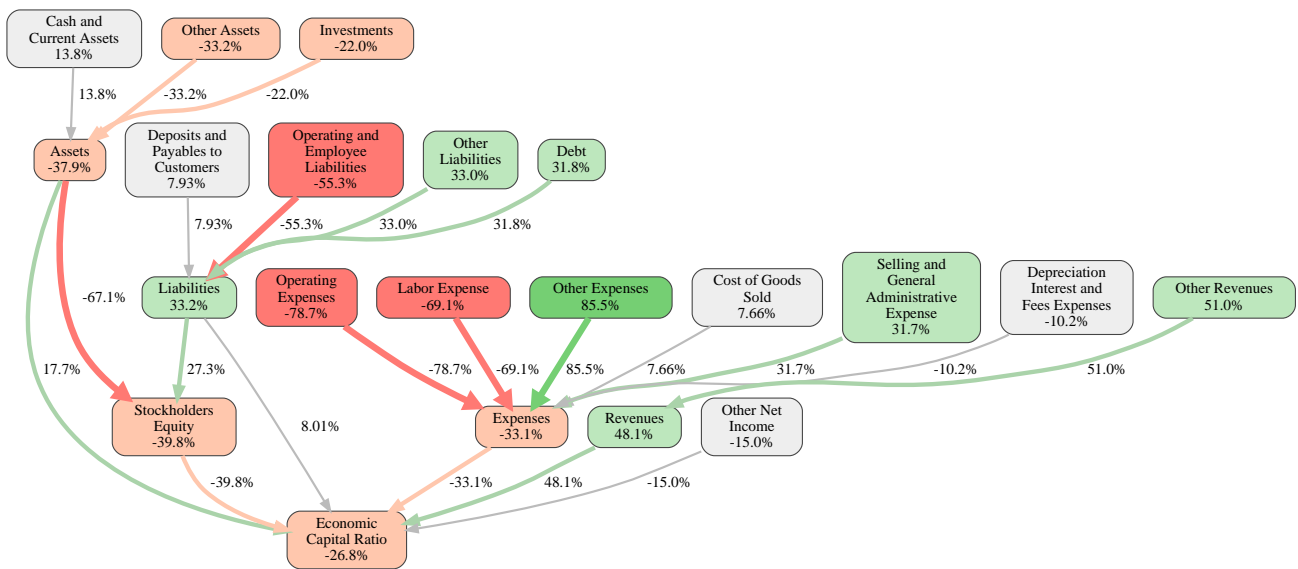 Cash and
Current Assets
13.8%
Other Assets
-33.2%
Investments
-22.0%
13.8%
-33.2%
-22.0%
Assets
-37.9%
Deposits and
Payables to
Customers
7.93%
Operating and
Employee
Liabilities
-55.3%
Other
Liabilities
33.0%
Debt
31.8%
7.93%
-55.3%
33.0%
31.8%
Liabilities
33.2%
Operating
Expenses
-78.7%
Labor Expense
-69.1%
Other Expenses
85.5%
Cost of Goods
Sold
7.66%
Selling and
General
Administrative
Expense
31.7%
Depreciation
Interest and
Fees Expenses
-10.2%
Other Revenues
51.0%
-67.1%
17.7%
27.3%
-78.7%
-69.1%
85.5%
7.66%
31.7%
-10.2%
51.0%
Stockholders
Equity
-39.8%
8.01%
Expenses
-33.1%
Revenues
48.1%
Other Net
Income
-15.0%
-39.8%
-33.1%
48.1%
-15.0%
Economic
Capital Ratio
-26.8%